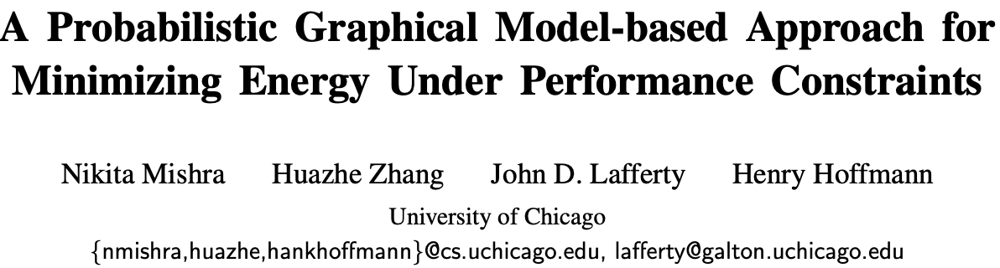 A Probabilistic Graphical Model-based Approach for
Minimizing Energy Under Performance Constraints
Nikita Mishra Huazhe Zhang John D. Lafferty Henry Hoffmann
University of Chicago
{nmishra,huazhe,hankhoffmann}@cs.uchicago.edu, lafferty@galton.uchicago.edu